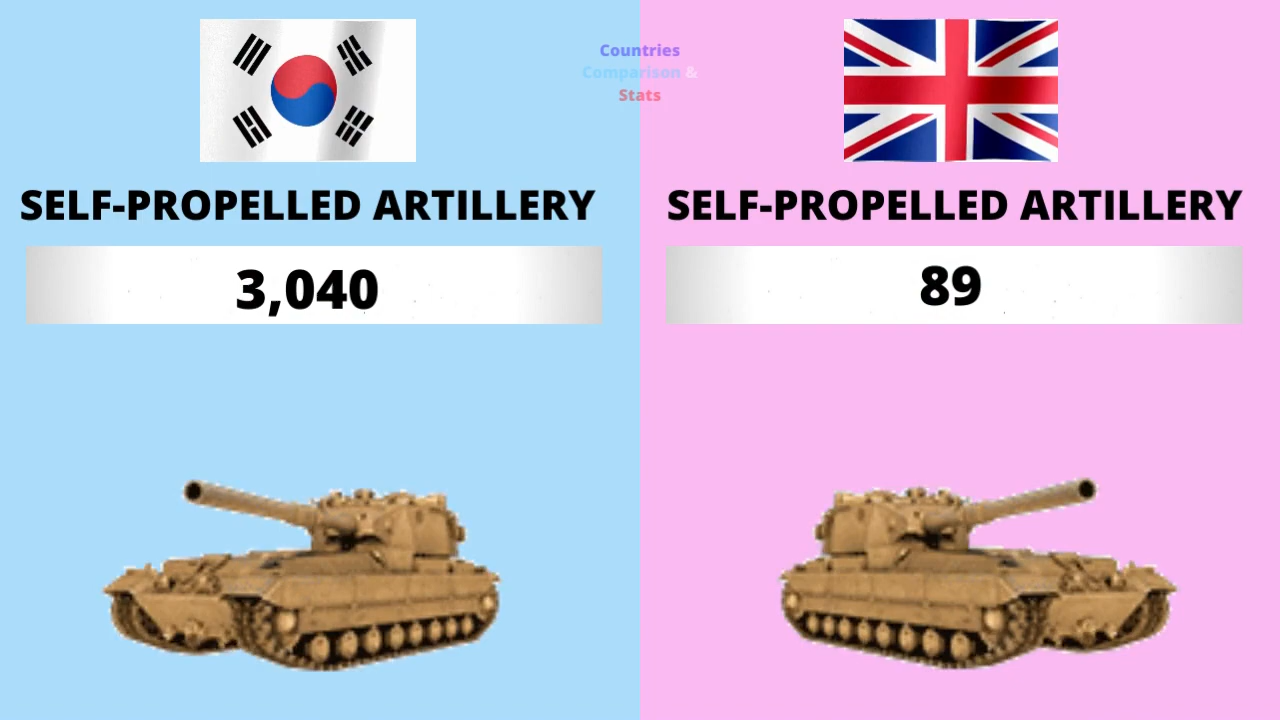 Countries
Comparison &
Stats
SELF-PROPELLED ARTILLERY
3,040
SELF-PROPELLED ARTILLERY
89